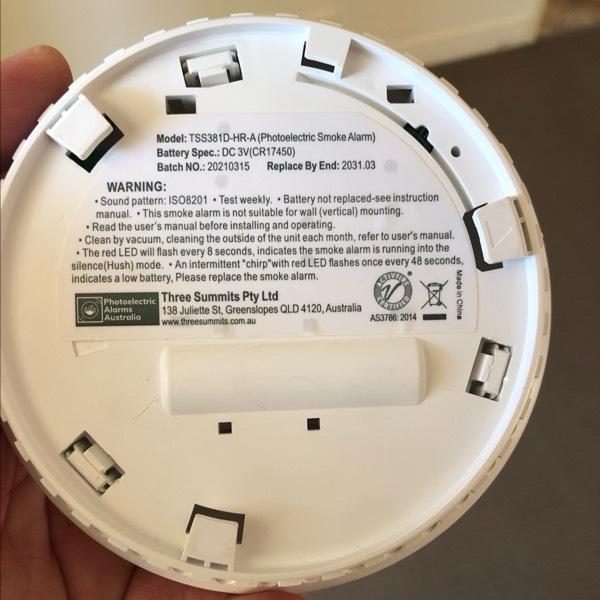 Model: TSS381D-HR-A (Photoelectric Smoke Alarm)
Battery Spec.: DC 3V(CR17450)
Batch NO.: 20210315 Replace By End: 2031.03
WARNING:
• Sound pattern: ISO8201 • Test weekly. • Battery not replaced-see instruction
manual. • This smoke alarm is not suitable for wall (vertical) mounting.
• Read the user's manual before installing and operating.
• Clean by vacuum, cleaning the outside of the unit each month, refer to user's manual.
• The red LED will flash every 8 seconds, indicates the smoke alarm is running into the
silence(Hush) mode. • An intermittent "chirp"with red LED flashes once every 48 seconds,
indicates a low battery, Please replace the smoke alarm.
Photoelectric
Alarms
Australia
Three Summits Pty Ltd
138 Juliette St, Greenslopes QLD 4120, Australia
www.threesummits.com.au
AS3786: 2014
Made in China